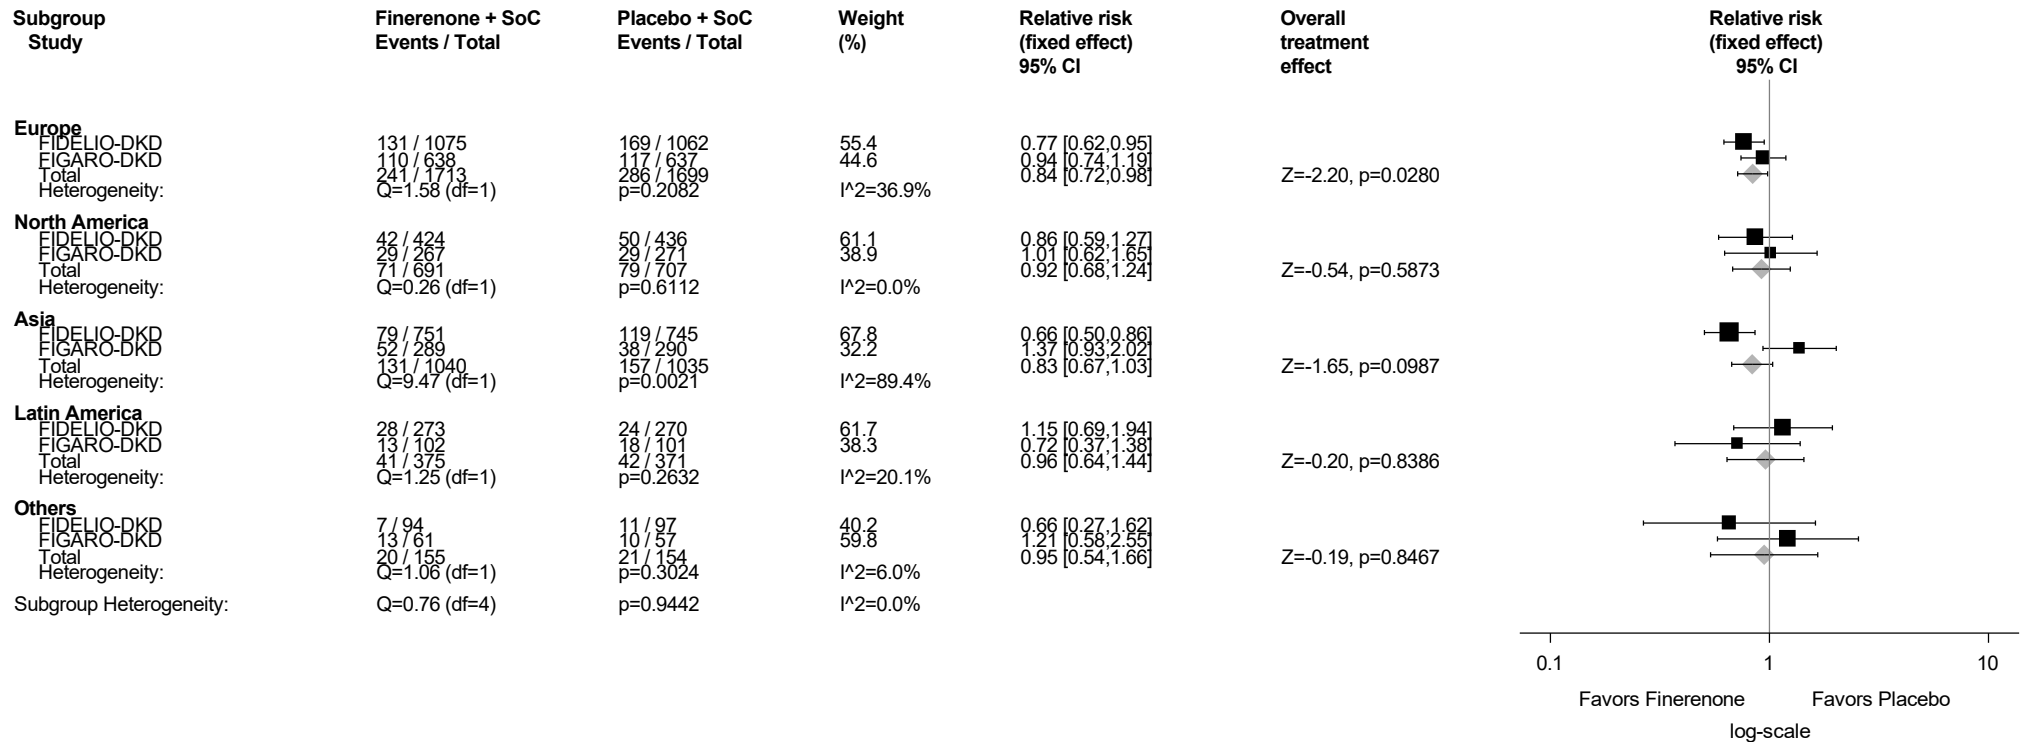 Subgroup Finerenone + SoC Placebo + SoC Weight Relative risk Overall Relative risk
Study Events / Total Events / Total (%) (fixed effect) treatment (fixed effect)
95% CI effect 95% CI
Europe
FIDELIO-DKD 131 / 1075 169 / 1062 55.4 0.77 [0.62,0.95]
FIGARO-DKD 110 / 638 117 / 637 44.6 0.94 [0.74,1.19]
Total 241 / 1713 286 / 1699 0.84 [0.72,0.98] Z=-2.20, p=0.0280
Heterogeneity: Q=1.58 (df=1) p=0.2082 I^2=36.9%
North America
FIDELIO-DKD 42 / 424 50 / 436 61.1 0.86 [0.59,1.27]
FIGARO-DKD 29 / 267 29 / 271 38.9 1.01 [0.62,1.65]
Total 71 / 691 79 / 707 0.92 [0.68,1.24] Z=-0.54, p=0.5873
Heterogeneity: Q=0.26 (df=1) p=0.6112 I^2=0.0%
Asia
FIDELIO-DKD 79 / 751 119 / 745 67.8 0.66 [0.50,0.86]
FIGARO-DKD 52 / 289 38 / 290 32.2 1.37 [0.93,2.02]
Total 131 / 1040 157 / 1035 0.83 [0.67,1.03] Z=-1.65, p=0.0987
Heterogeneity: Q=9.47 (df=1) p=0.0021 I^2=89.4%
Latin America
FIDELIO-DKD 28 / 273 24 / 270 61.7 1.15 [0.69,1.94]
FIGARO-DKD 13 / 102 18 / 101 38.3 0.72 [0.37,1.38]
Total 41 / 375 42 / 371 0.96 [0.64,1.44] Z=-0.20, p=0.8386
Heterogeneity: Q=1.25 (df=1) p=0.2632 I^2=20.1%
Others
FIDELIO-DKD 7 / 94 11 / 97 40.2 0.66 [0.27,1.62]
FIGARO-DKD 13 / 61 10 / 57 59.8 1.21 [0.58,2.55]
Total 20 / 155 21 / 154 0.95 [0.54,1.66] Z=-0.19, p=0.8467
Heterogeneity: Q=1.06 (df=1) p=0.3024 I^2=6.0%
Subgroup Heterogeneity: Q=0.76 (df=4) p=0.9442 I^2=0.0%
0.1 1 10
Favors Finerenone Favors Placebo
log-scale